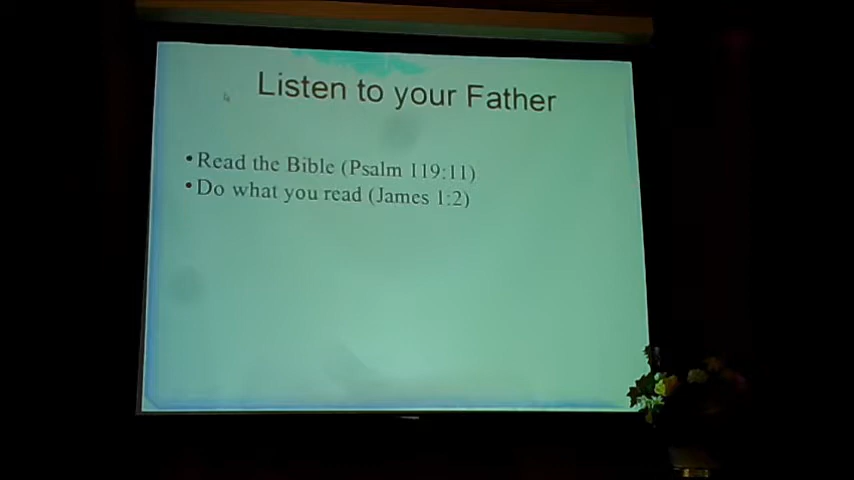 Listen to your Father
•Read the Bible (Psalm 119:11)
•Do what you read (James 1:2)